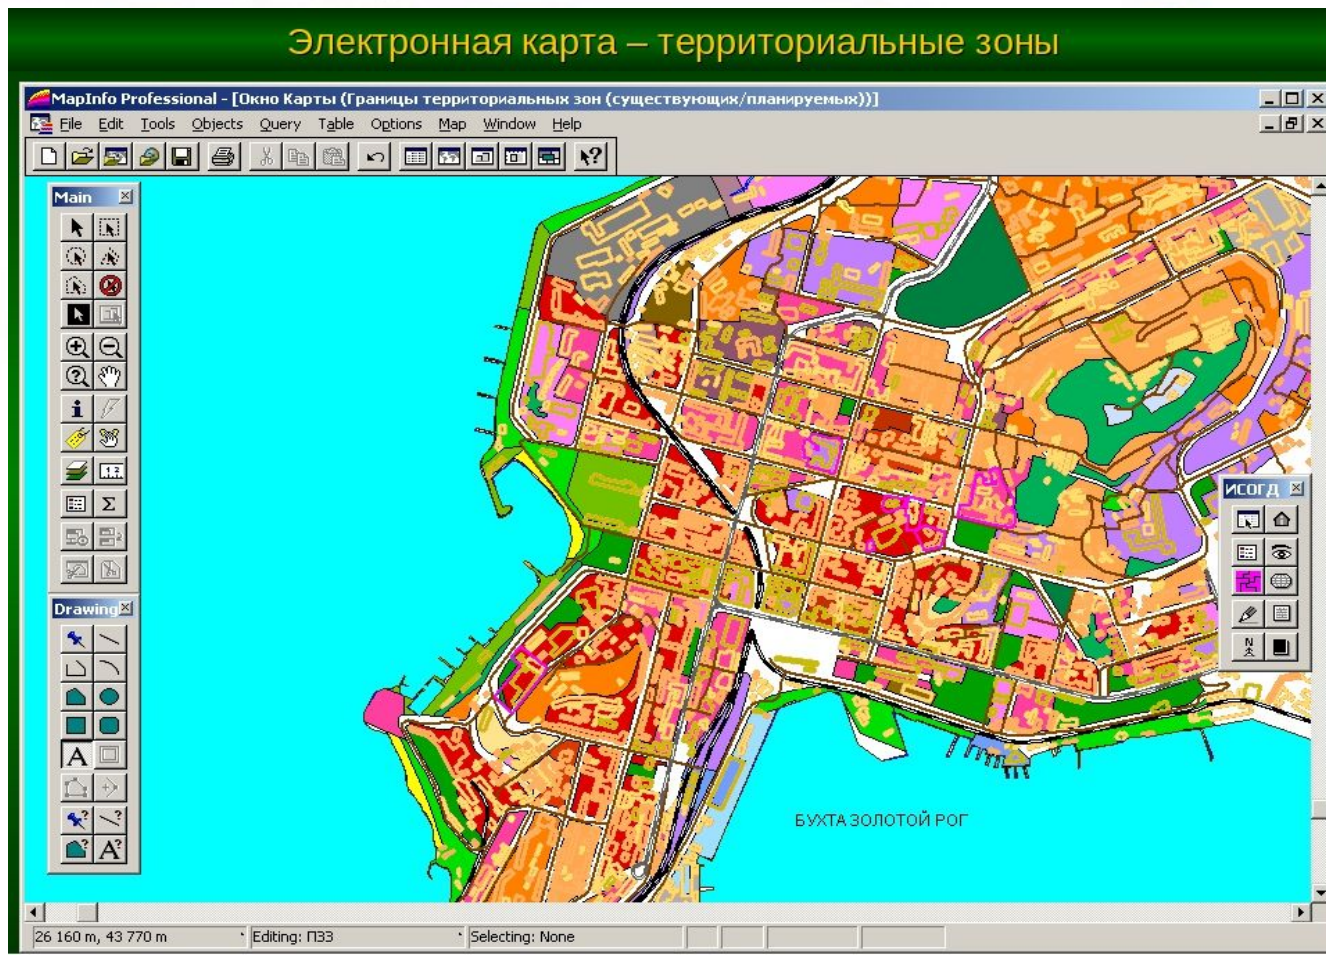 Электронная карта – территориальные зоны
MapInfo Professional - [Окно Карты (Границы территориальных зон (существующих/планируемых))]
File Edit Tools Objects Query Table Options Map Window Help
Main
ИСОГД
Drawing
БУХТА ЗОЛОТОЙ РОГ
26 160 m, 43 770 m
Editing: ПЗЗ
Selecting: None